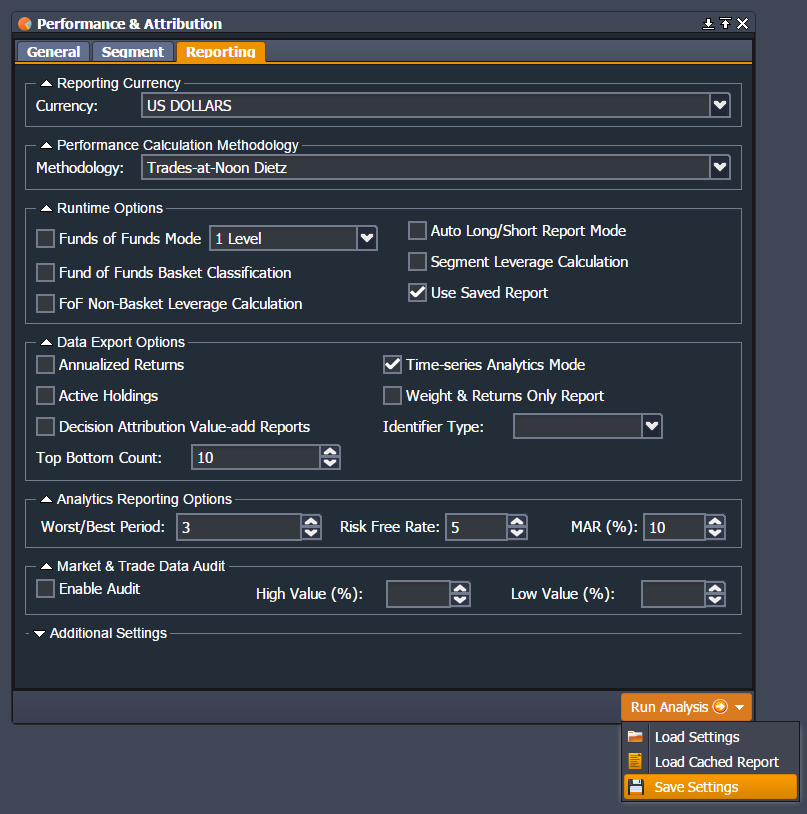 Performance & Attribution
General Segment Reporting
Reporting Currency
Currency: US DOLLARS
Performance Calculation Methodology
Methodology: Trades-at-Noon Dietz
Runtime Options
Funds of Funds Mode 1 Level Auto Long/Short Report Mode
Fund of Funds Basket Classification Segment Leverage Calculation
FoF Non-Basket Leverage Calculation Use Saved Report
Data Export Options
Annualized Returns Time-series Analytics Mode
Active Holdings Weight & Returns Only Report
Decision Attribution Value-add Reports Identifier Type:
Top Bottom Count: 10
Analytics Reporting Options
Worst/Best Period: 3 Risk Free Rate: 5 MAR (%): 10
Market & Trade Data Audit
Enable Audit High Value (%): Low Value (%):
Additional Settings
Run Analysis
Load Settings
Load Cached Report
Save Settings